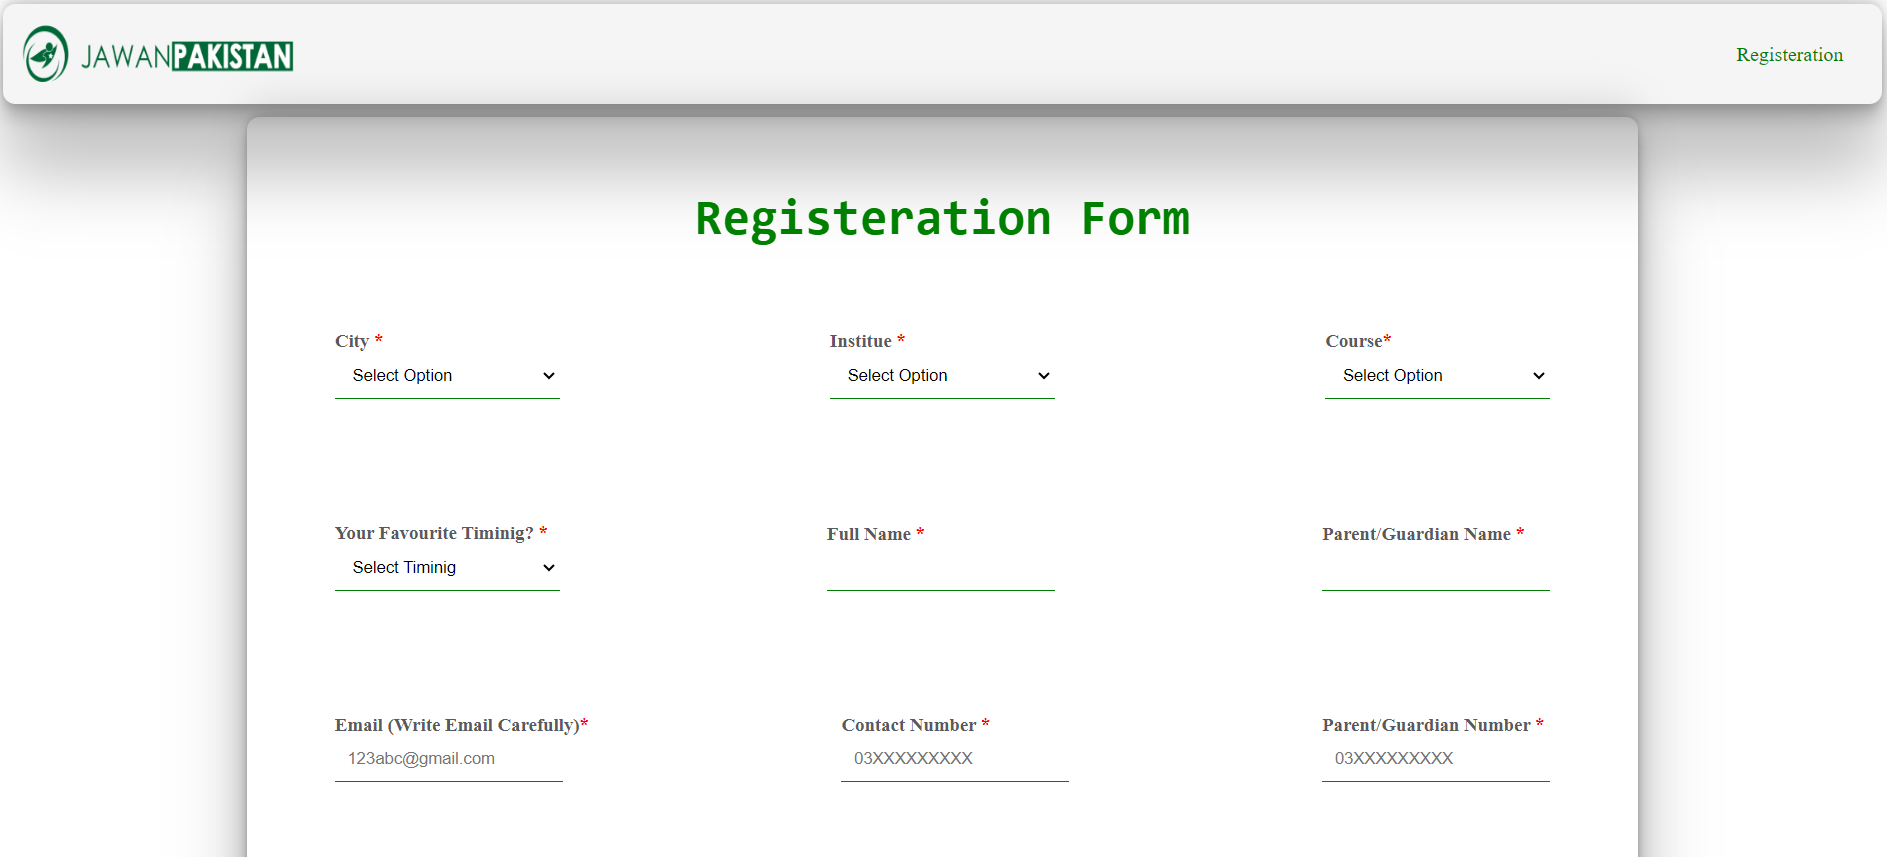 JAWANPAKISTAN
Registeration
Registeration Form
City * Institue * Course*
Select Option Select Option Select Option
Your Favourite Timinig? * Full Name * Parent/Guardian Name *
Select Timinig
Email (Write Email Carefully)* Contact Number * Parent/Guardian Number *
123abc@gmail.com 03XXXXXXXXX 03XXXXXXXXX